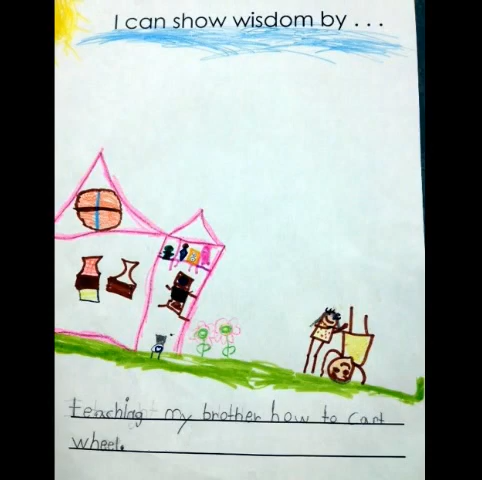 I can show wisdom by . . .
teaching my brother how to cart
wheel.